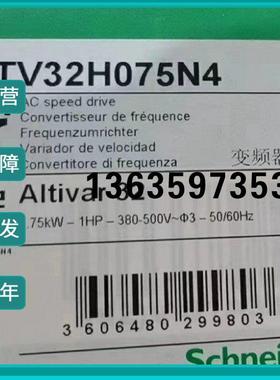 TV32H075N4
AC speed drive
Convertisseur de fréquence
Frequenzumrichter
Variador de velocidad
Convertitore di frequenza
变频器
Altivar 32
1363597353
.75kW - 1HP - 380-500V~Φ3 - 50/60Hz
3 606480 299803
Schnei
营
障
发
年